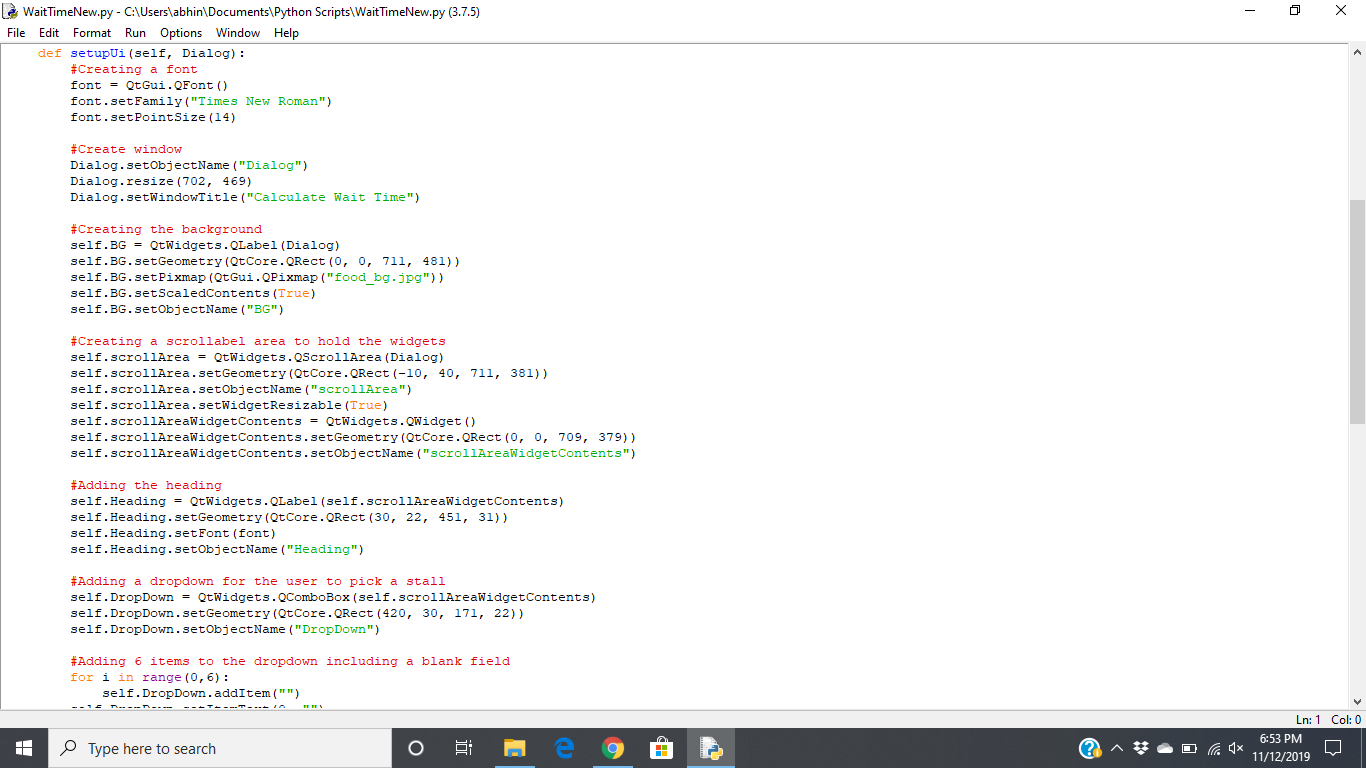 WaitTimeNew.py - C:\Users\abhin\Documents\Python Scripts\WaitTimeNew.py (3.7.5)
File Edit Format Run Options Window Help
def setupUi(self, Dialog):
#Creating a font
font = QtGui.QFont()
font.setFamily("Times New Roman")
font.setPointSize(14)
#Create window
Dialog.setObjectName("Dialog")
Dialog.resize(702, 469)
Dialog.setWindowTitle("Calculate Wait Time")
#Creating the background
self.BG = QtWidgets.QLabel(Dialog)
self.BG.setGeometry(QtCore.QRect(0, 0, 711, 481))
self.BG.setPixmap(QtGui.QPixmap("food_bg.jpg"))
self.BG.setScaledContents(True)
self.BG.setObjectName("BG")
#Creating a scrollabel area to hold the widgets
self.scrollArea = QtWidgets.QScrollArea(Dialog)
self.scrollArea.setGeometry(QtCore.QRect(-10, 40, 711, 381))
self.scrollArea.setObjectName("scrollArea")
self.scrollArea.setWidgetResizable(True)
self.scrollAreaWidgetContents = QtWidgets.QWidget()
self.scrollAreaWidgetContents.setGeometry(QtCore.QRect(0, 0, 709, 379))
self.scrollAreaWidgetContents.setObjectName("scrollAreaWidgetContents")
#Adding the heading
self.Heading = QtWidgets.QLabel(self.scrollAreaWidgetContents)
self.Heading.setGeometry(QtCore.QRect(30, 22, 451, 31))
self.Heading.setFont(font)
self.Heading.setObjectName("Heading")
#Adding a dropdown for the user to pick a stall
self.DropDown = QtWidgets.QComboBox(self.scrollAreaWidgetContents)
self.DropDown.setGeometry(QtCore.QRect(420, 30, 171, 22))
self.DropDown.setObjectName("DropDown")
#Adding 6 items to the dropdown including a blank field
for i in range(0,6):
self.DropDown.addItem("")
self.DropDown.setItemText(0, "")
Ln: 1 Col: 0
Type here to search
6:53 PM
11/12/2019